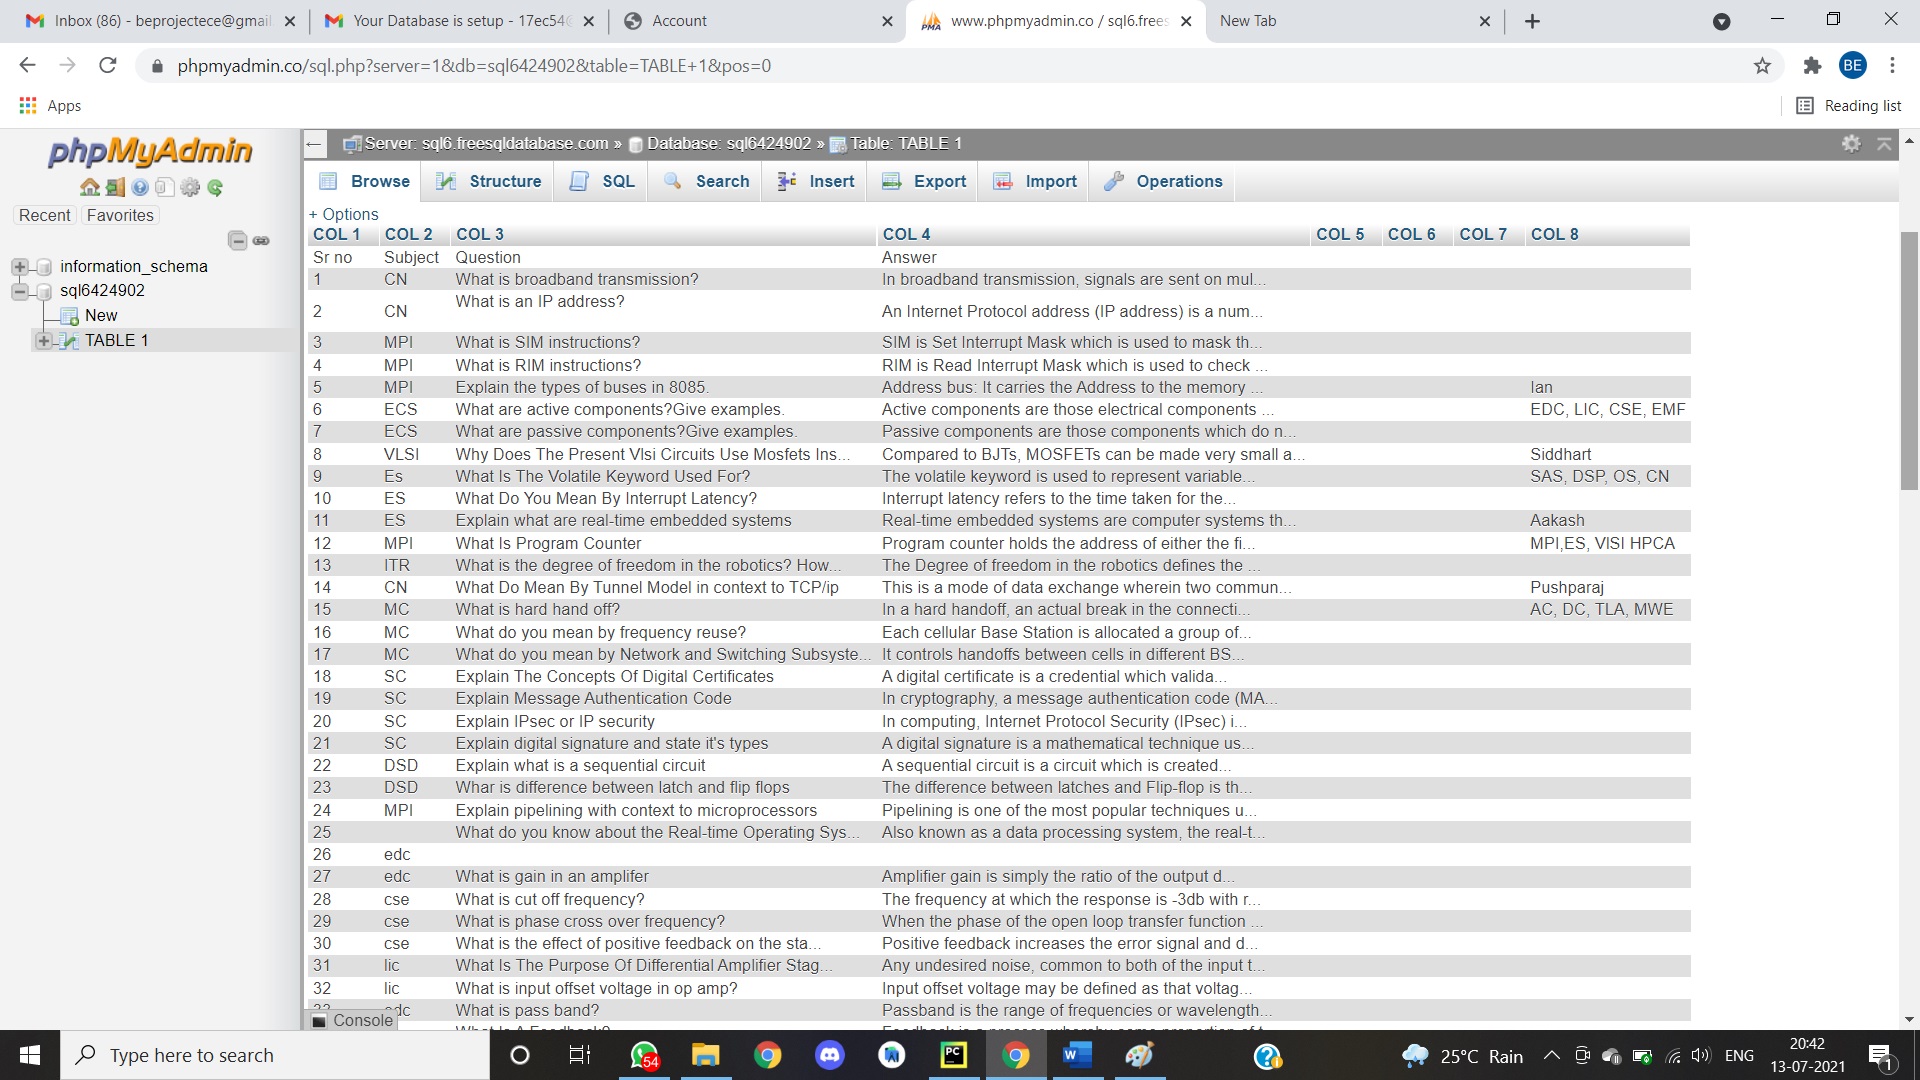 Inbox (86) - beprojectece@gmail. Your Database is setup - 17ec54 Account www.phpmyadmin.co / sql6.frees New Tab
phpmyadmin.co/sql.php?server=1&db=sql6424902&table=TABLE+1&pos=0 BE
Apps Reading list
phpMyAdmin
Recent Favorites
information_schema
sql6424902
New
TABLE 1
Server: sql6.freesqldatabase.com » Database: sql6424902 » Table: TABLE 1
Browse Structure SQL Search Insert Export Import Operations
+ Options
COL 1 COL 2 COL 3 COL 4 COL 5 COL 6 COL 7 COL 8
Sr no Subject Question Answer
1 CN What is broadband transmission? In broadband transmission, signals are sent on mul...
2 CN What is an IP address? An Internet Protocol address (IP address) is a num...
3 MPI What is SIM instructions? SIM is Set Interrupt Mask which is used to mask th...
4 MPI What is RIM instructions? RIM is Read Interrupt Mask which is used to check ...
5 MPI Explain the types of buses in 8085. Address bus: It carries the Address to the memory ... Ian
6 ECS What are active components?Give examples. Active components are those electrical components ... EDC, LIC, CSE, EMF
7 ECS What are passive components?Give examples. Passive components are those components which do n...
8 VLSI Why Does The Present Vlsi Circuits Use Mosfets Ins... Compared to BJTs, MOSFETs can be made very small a... Siddhart
9 Es What Is The Volatile Keyword Used For? The volatile keyword is used to represent variable... SAS, DSP, OS, CN
10 ES What Do You Mean By Interrupt Latency? Interrupt latency refers to the time taken for the...
11 ES Explain what are real-time embedded systems Real-time embedded systems are computer systems th... Aakash
12 MPI What Is Program Counter Program counter holds the address of either the fi... MPI,ES, VISI HPCA
13 ITR What is the degree of freedom in the robotics? How... The Degree of freedom in the robotics defines the ...
14 CN What Do Mean By Tunnel Model in context to TCP/ip This is a mode of data exchange wherein two commun... Pushparaj
15 MC What is hard hand off? In a hard handoff, an actual break in the connecti... AC, DC, TLA, MWE
16 MC What do you mean by frequency reuse? Each cellular Base Station is allocated a group of...
17 MC What do you mean by Network and Switching Subsyste... It controls handoffs between cells in different BS...
18 SC Explain The Concepts Of Digital Certificates A digital certificate is a credential which valida...
19 SC Explain Message Authentication Code In cryptography, a message authentication code (MA...
20 SC Explain IPsec or IP security In computing, Internet Protocol Security (IPsec) i...
21 SC Explain digital signature and state it's types A digital signature is a mathematical technique us...
22 DSD Explain what is a sequential circuit A sequential circuit is a circuit which is created...
23 DSD Whar is difference between latch and flip flops The difference between latches and Flip-flop is th...
24 MPI Explain pipelining with context to microprocessors Pipelining is one of the most popular techniques u...
25 What do you know about the Real-time Operating Sys... Also known as a data processing system, the real-t...
26 edc
27 edc What is gain in an amplifer Amplifier gain is simply the ratio of the output d...
28 cse What is cut off frequency? The frequency at which the response is -3db with r...
29 cse What is phase cross over frequency? When the phase of the open loop transfer function ...
30 cse What is the effect of positive feedback on the sta... Positive feedback increases the error signal and d...
31 lic What Is The Purpose Of Differential Amplifier Stag... Any undesired noise, common to both of the input t...
32 lic What is input offset voltage in op amp? Input offset voltage may be defined as that voltag...
What is pass band? Passband is the range of frequencies or wavelength...
Console
Type here to search 54 25°C Rain ENG 20:42
13-07-2021 1